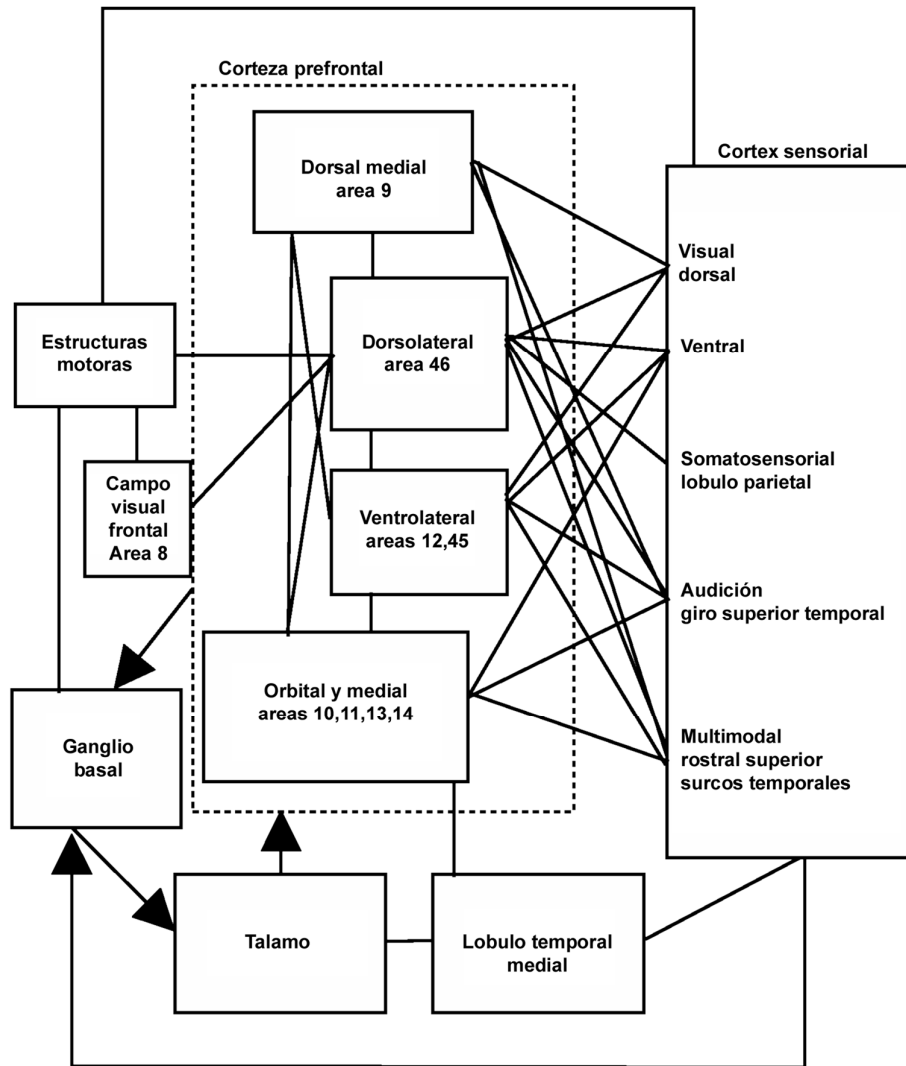 Corteza prefrontal
Dorsal medial
area 9
Cortex sensorial
Visual
dorsal
Estructuras
motoras
Dorsolateral
area 46
Ventral
Somatosensorial
lobulo parietal
Campo
visual
frontal
Area 8
Ventrolateral
areas 12,45
Audición
giro superior temporal
Orbital y medial
areas 10,11,13,14
Ganglio
basal
Multimodal
rostral superior
surcos temporales
Talamo
Lobulo temporal
medial